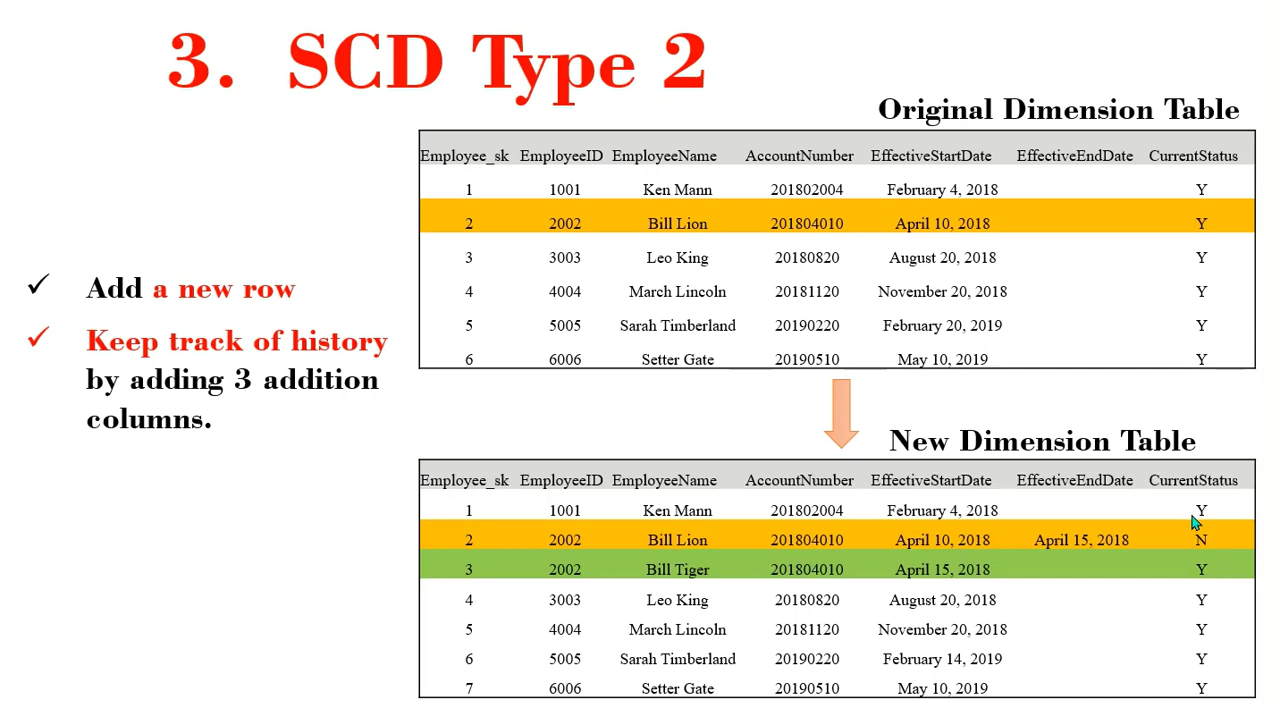 3. SCD Type 2
Original Dimension Table
Employee_sk EmployeeID EmployeeName AccountNumber EffectiveStartDate EffectiveEndDate CurrentStatus
1 1001 Ken Mann 201802004 February 4, 2018 Y
2 2002 Bill Lion 201804010 April 10, 2018 Y
3 3003 Leo King 20180820 August 20, 2018 Y
4 4004 March Lincoln 20181120 November 20, 2018 Y
5 5005 Sarah Timberland 20190220 February 20, 2019 Y
6 6006 Setter Gate 20190510 May 10, 2019 Y
Add a new row
Keep track of history
by adding 3 addition
columns.
New Dimension Table
Employee_sk EmployeeID EmployeeName AccountNumber EffectiveStartDate EffectiveEndDate CurrentStatus
1 1001 Ken Mann 201802004 February 4, 2018 Y
2 2002 Bill Lion 201804010 April 10, 2018 April 15, 2018 N
3 2002 Bill Tiger 201804010 April 15, 2018 Y
4 3003 Leo King 20180820 August 20, 2018 Y
5 4004 March Lincoln 20181120 November 20, 2018 Y
6 5005 Sarah Timberland 20190220 February 14, 2019 Y
7 6006 Setter Gate 20190510 May 10, 2019 Y